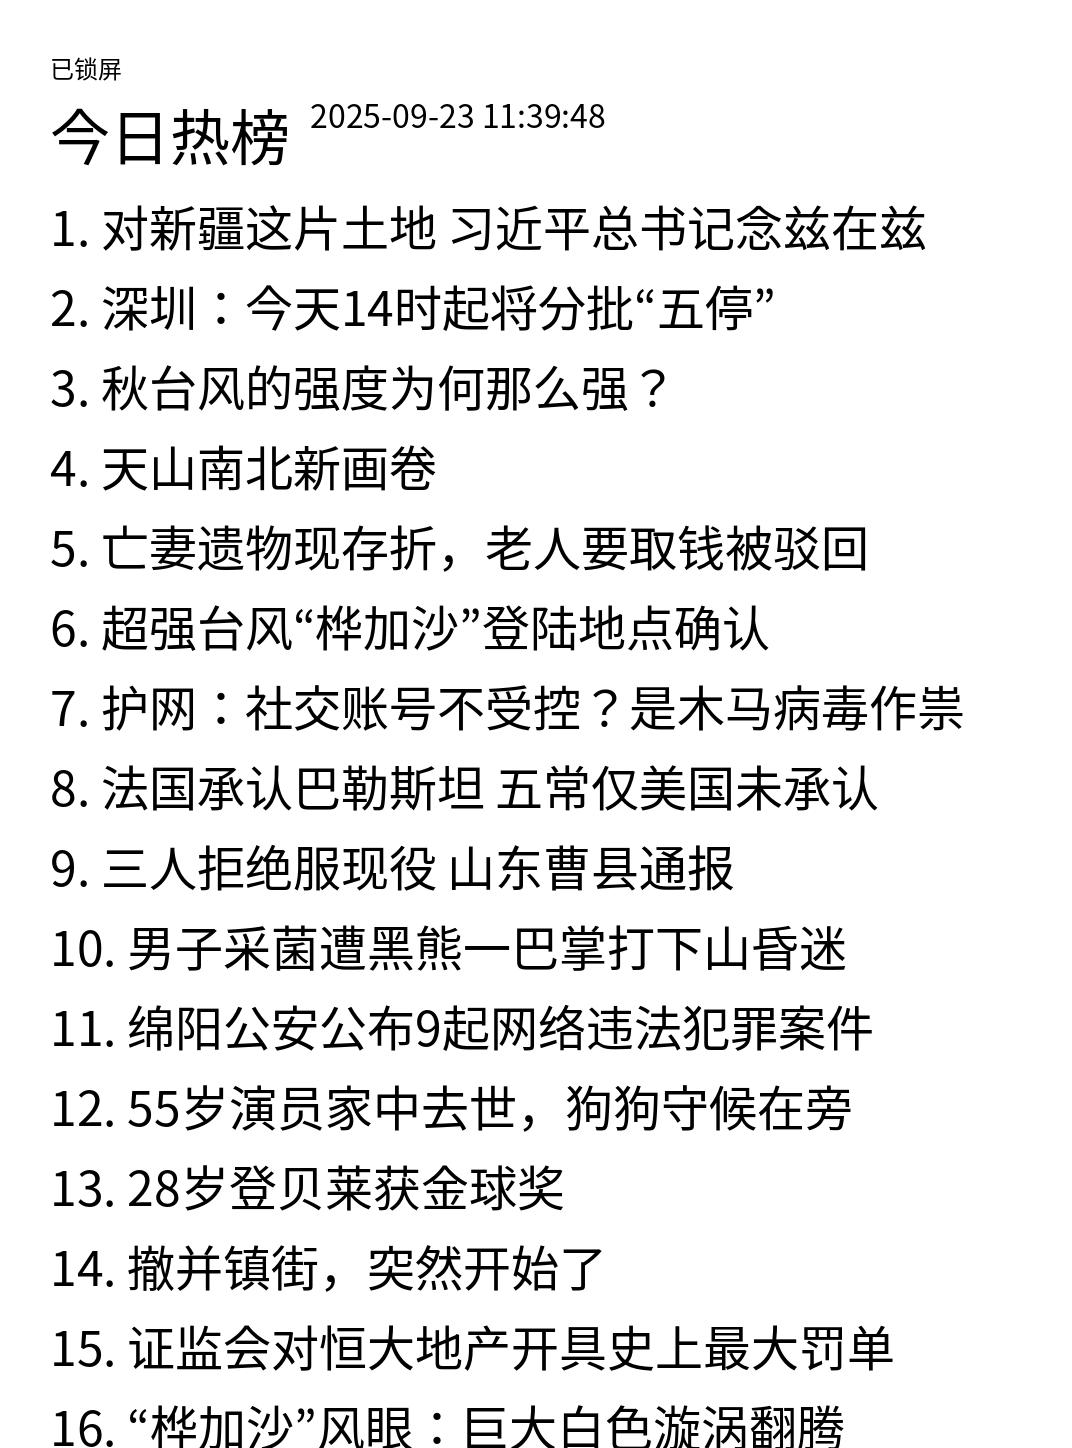 已锁屏
今日热榜 2025-09-23 11:39:48
1. 对新疆这片土地 习近平总书记念兹在兹
2. 深圳：今天14时起将分批“五停”
3. 秋台风的强度为何那么强？
4. 天山南北新画卷
5. 亡妻遗物现存折，老人要取钱被驳回
6. 超强台风“桦加沙”登陆地点确认
7. 护网：社交账号不受控？是木马病毒作祟
8. 法国承认巴勒斯坦 五常仅美国未承认
9. 三人拒绝服现役 山东曹县通报
10. 男子采菌遭黑熊一巴掌打下山昏迷
11. 绵阳公安公布9起网络违法犯罪案件
12. 55岁演员家中去世，狗狗守候在旁
13. 28岁登贝莱获金球奖
14. 撤并镇街，突然开始了
15. 证监会对恒大地产开具史上最大罚单
16. “桦加沙”风眼：巨大白色漩涡翻腾